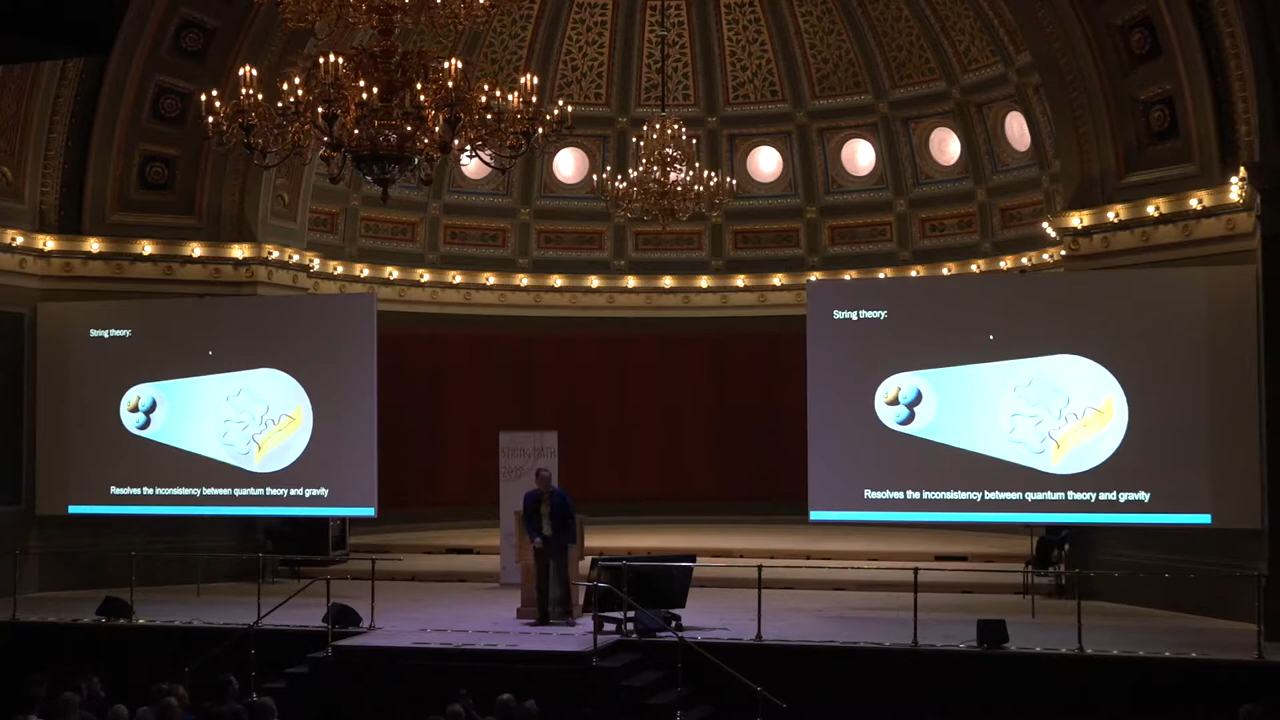 String theory:
Resolves the inconsistency between quantum theory and gravity
STRING MATH
String theory:
Resolves the inconsistency between quantum theory and gravity